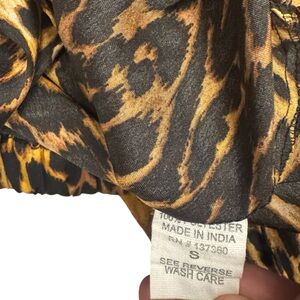 100% POLYESTER
MADE IN INDIA
RN # 137360
S
SEE REVERSE
WASH CARE